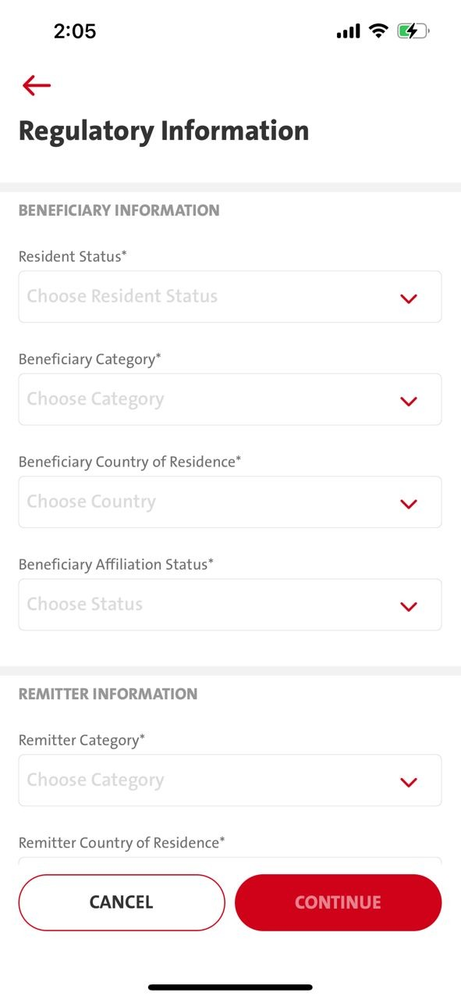 2:05
Regulatory Information
BENEFICIARY INFORMATION
Resident Status*
Choose Resident Status
Beneficiary Category*
Choose Category
Beneficiary Country of Residence*
Choose Country
Beneficiary Affiliation Status*
Choose Status
REMITTER INFORMATION
Remitter Category*
Choose Category
Remitter Country of Residence*
CANCEL
CONTINUE